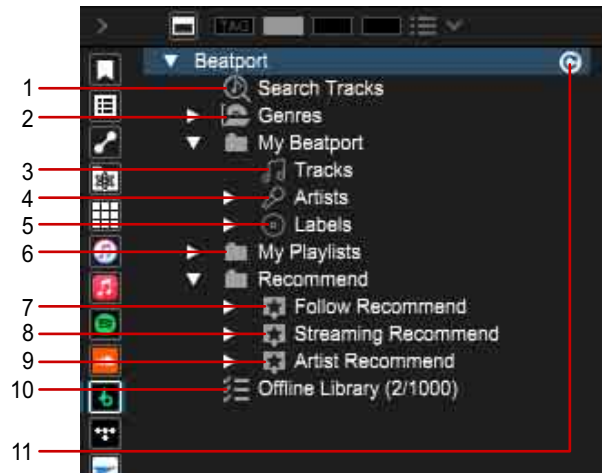 TAG
Beatport
1 Search Tracks
2 Genres
My Beatport
3 Tracks
4 Artists
5 Labels
6 My Playlists
Recommend
7 Follow Recommend
8 Streaming Recommend
9 Artist Recommend
10 Offline Library (2/1000)
11